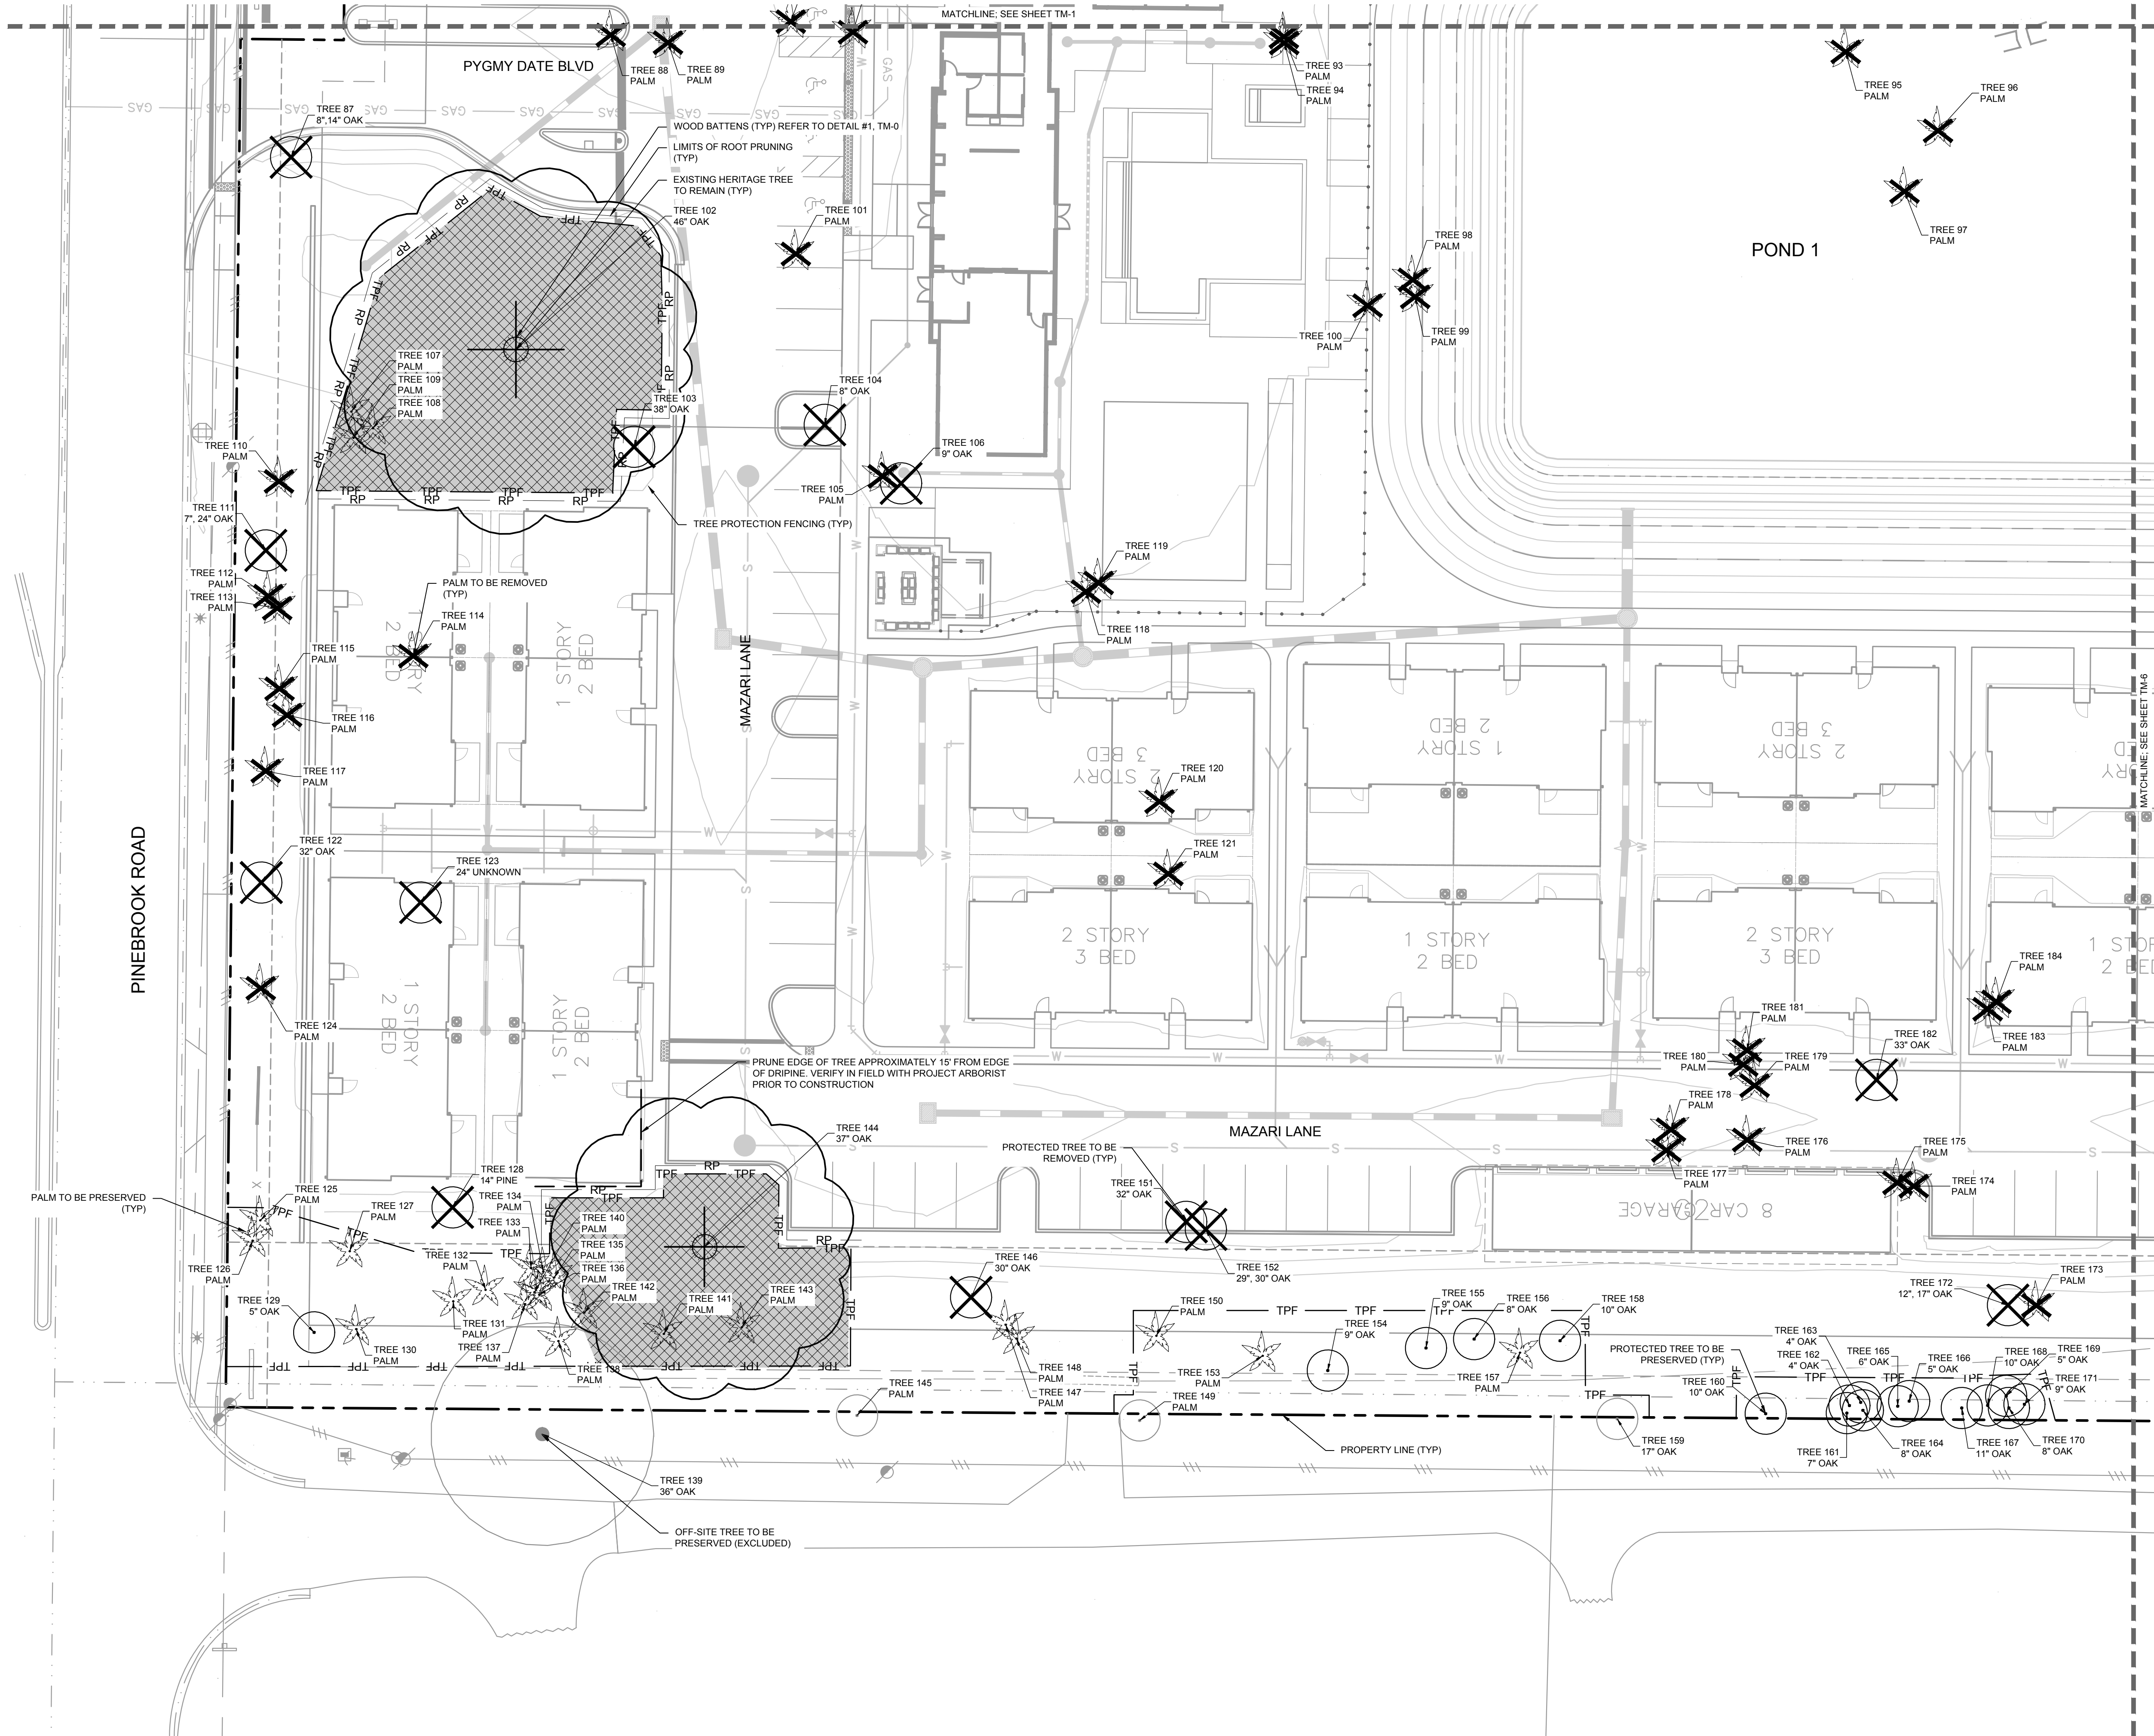 MATCHLINE; SEE SHEET TM-1
PYGMY DATE BLVD
TREE 88
PALM
TREE 89
PALM
TREE 93
PALM
TREE 94
PALM
TREE 95
PALM
TREE 96
PALM
TREE 97
PALM
POND 1
GAS
GAS
GAS
GAS
GAS
GAS
GAS
GAS
GAS
TREE 87
8",14" OAK
WOOD BATTENS (TYP) REFER TO DETAIL #1, TM-0
LIMITS OF ROOT PRUNING
(TYP)
EXISTING HERITAGE TREE
TO REMAIN (TYP)
TREE 102
46" OAK
TREE 101
PALM
TREE 98
PALM
TREE 99
PALM
TREE 100
PALM
TREE 107
PALM
TREE 109
PALM
TREE 108
PALM
TREE 103
38" OAK
TREE 104
8" OAK
TREE 106
9" OAK
TREE 105
PALM
TREE 110
PALM
TREE 111
7", 24" OAK
TREE PROTECTION FENCING (TYP)
TREE 112
PALM
TREE 113
PALM
PALM TO BE REMOVED
(TYP)
TREE 114
PALM
TREE 119
PALM
TREE 118
PALM
TREE 115
PALM
TREE 116
PALM
TREE 117
PALM
1 STORY
2 BED
1 STORY
2 BED
MAZARI LANE
2 STORY
3 BED
1 STORY
2 BED
2 STORY
3 BED
MATCHLINE; SEE SHEET TM-6
TREE 120
PALM
TREE 121
PALM
PINEBROOK ROAD
TREE 122
32" OAK
TREE 123
24" UNKNOWN
TREE 124
PALM
1 STORY
2 BED
1 STORY
2 BED
2 STORY
3 BED
1 STORY
2 BED
2 STORY
3 BED
TREE 184
PALM
TREE 183
PALM
TREE 181
PALM
TREE 182
33" OAK
TREE 180
PALM
TREE 179
PALM
TREE 178
PALM
TREE 176
PALM
TREE 175
PALM
TREE 177
PALM
TREE 174
PALM
PRUNE EDGE OF TREE APPROXIMATELY 15' FROM EDGE
OF DRIPINE. VERIFY IN FIELD WITH PROJECT ARBORIST
PRIOR TO CONSTRUCTION
TREE 144
37" OAK
MAZARI LANE
PROTECTED TREE TO BE
REMOVED (TYP)
TREE 151
32" OAK
TREE 152
29", 30" OAK
8 CAR GARAGE
PALM TO BE PRESERVED
(TYP)
TREE 125
PALM
TREE 126
PALM
TREE 127
PALM
TREE 128
14" PINE
TREE 134
PALM
TREE 133
PALM
TREE 132
PALM
TREE 140
PALM
TREE 135
PALM
TREE 136
PALM
TREE 142
PALM
TREE 141
PALM
TREE 143
PALM
TREE 129
5" OAK
TREE 130
PALM
TREE 131
PALM
TREE 137
PALM
TREE 138
PALM
TREE 146
30" OAK
TREE 145
PALM
TREE 148
PALM
TREE 147
PALM
TREE 150
PALM
TREE 149
PALM
TREE 153
PALM
TREE 154
9" OAK
TREE 155
9" OAK
TREE 156
8" OAK
TREE 157
PALM
TREE 158
10" OAK
TREE 159
17" OAK
PROTECTED TREE TO BE
PRESERVED (TYP)
TREE 160
10" OAK
TREE 163
4" OAK
TREE 162
4" OAK
TREE 161
7" OAK
TREE 164
8" OAK
TREE 165
6" OAK
TREE 166
5" OAK
TREE 167
11" OAK
TREE 168
10" OAK
TREE 169
5" OAK
TREE 171
9" OAK
TREE 170
8" OAK
TREE 172
12", 17" OAK
TREE 173
PALM
PROPERTY LINE (TYP)
TREE 139
36" OAK
OFF-SITE TREE TO BE
PRESERVED (EXCLUDED)